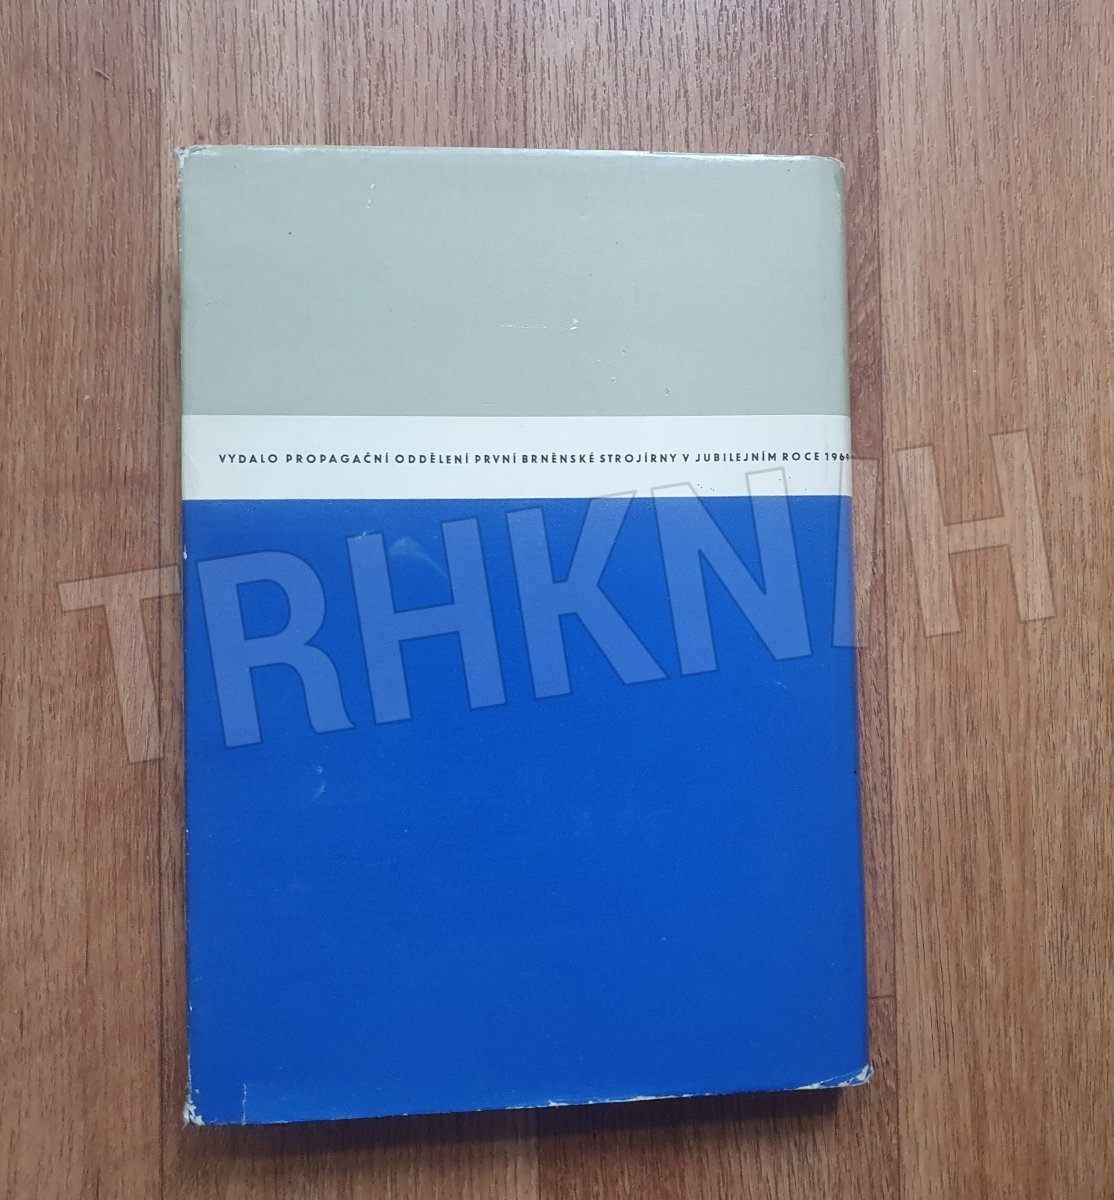 VYDALO PROPAGAČNÍ ODDĚLENÍ PRVNÍ BRNĚNSKÉ STROJÍRNY V JUBILEJNÍM ROCE
TRHKNIH